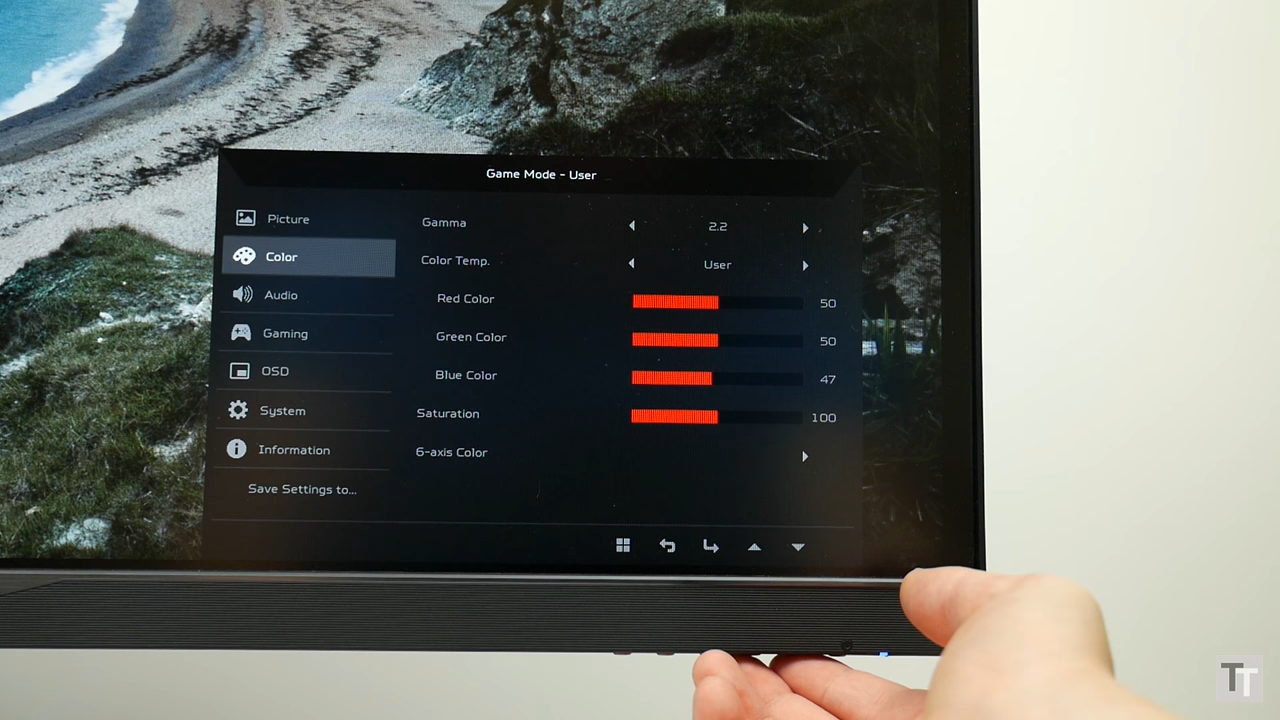 Game Mode - User
Picture
Color
Audio
Gaming
OSD
System
Information
Save Settings to...
Gamma 2.2
Color Temp. User
Red Color 50
Green Color 50
Blue Color 47
Saturation 100
6-axis Color
TT